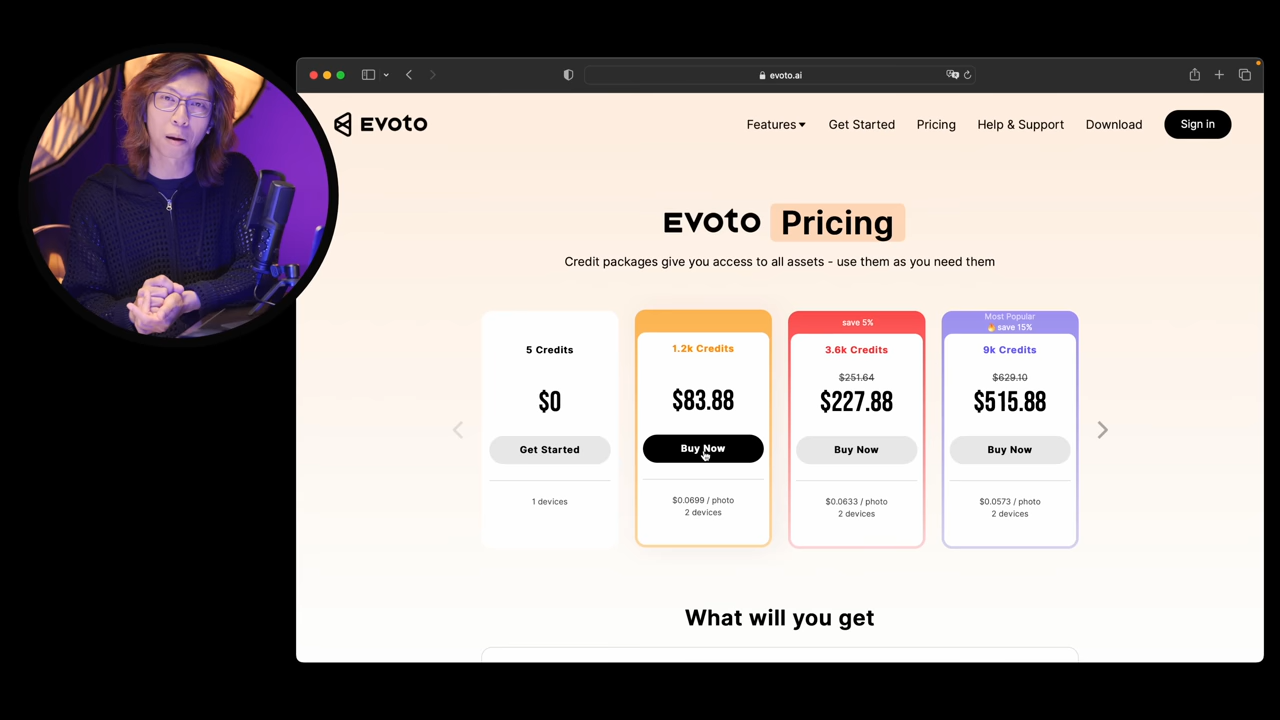 evoto.ai
EVOTO
Features
Get Started
Pricing
Help & Support
Download
Sign in
EVOTO Pricing
Credit packages give you access to all assets - use them as you need them
5 Credits
$0
Get Started
1 devices
1.2k Credits
$83.88
Buy Now
$0.0699 / photo
2 devices
save 5%
3.6k Credits
$251.64
$227.88
Buy Now
$0.0633 / photo
2 devices
Most Popular
🔥 save 15%
9k Credits
$629.10
$515.88
Buy Now
$0.0573 / photo
2 devices
What will you get